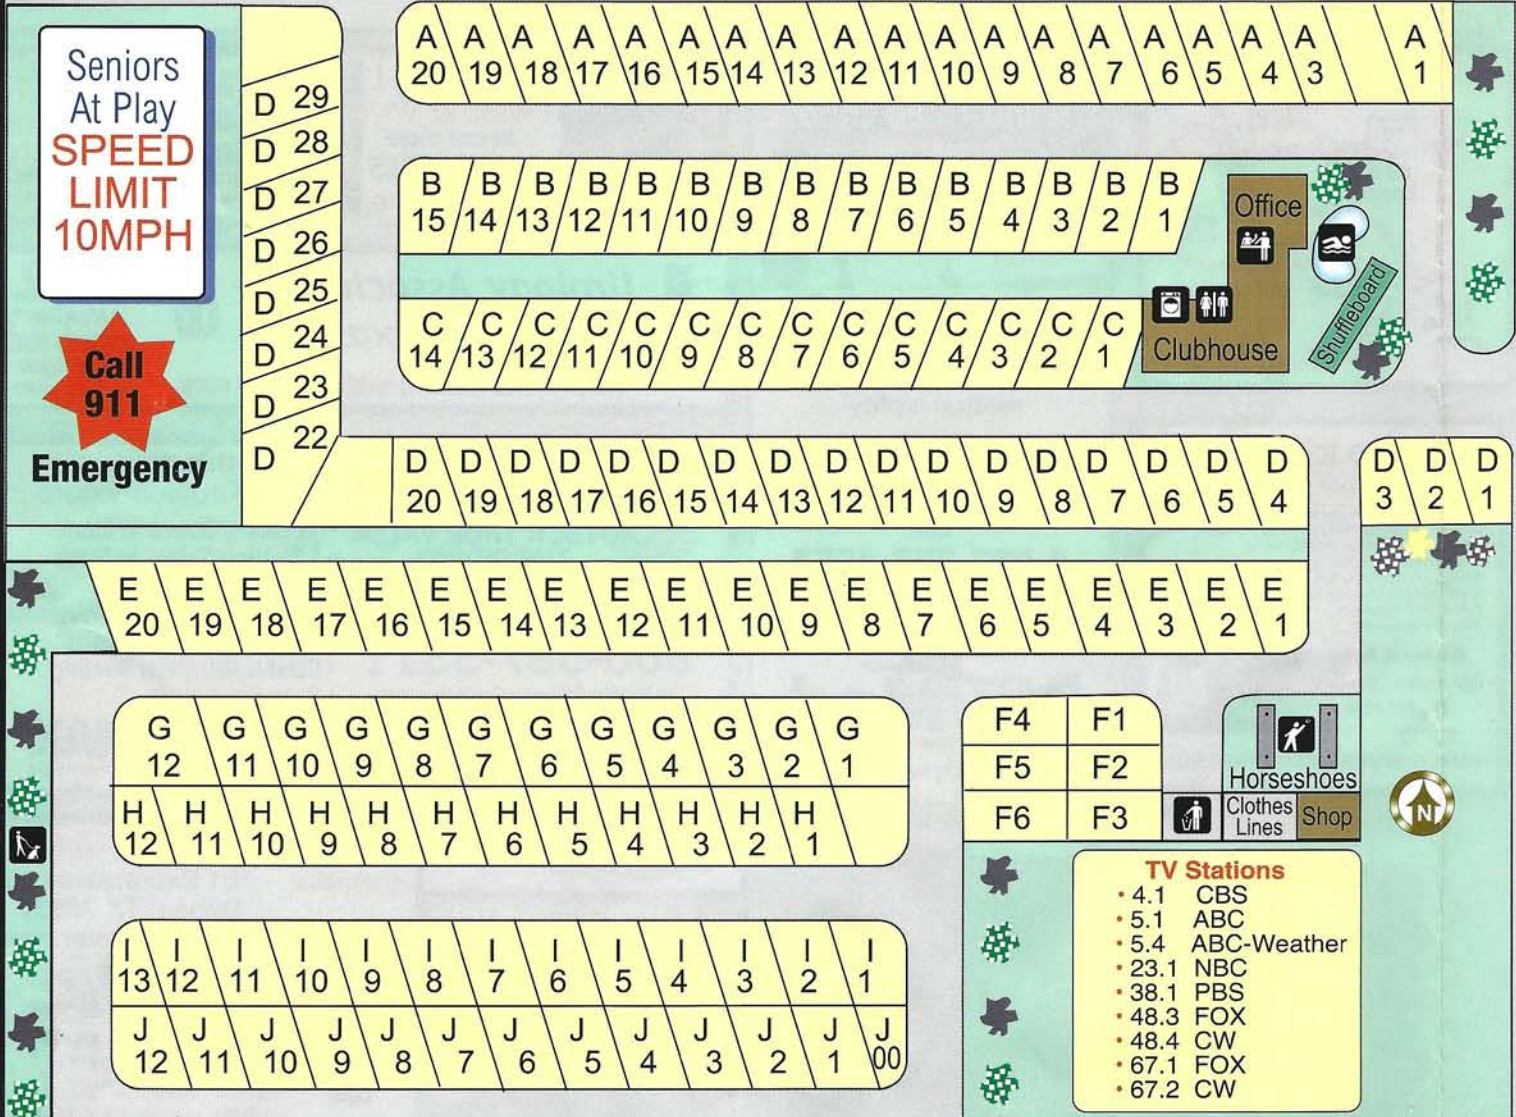 Seniors
At Play
SPEED
LIMIT
10MPH
Call
911
Emergency
D 29
D 28
D 27
D 26
D 25
D 24
D 23
D 22
A A A A A A A A A A A A A A A A A A A
20 19 18 17 16 15 14 13 12 11 10 9 8 7 6 5 4 3 1
B B B B B B B B B B B B B B B
15 14 13 12 11 10 9 8 7 6 5 4 3 2 1
Office
Shuffleboard
C C C C C C C C C C C C C C
14 13 12 11 10 9 8 7 6 5 4 3 2 1
Clubhouse
D D D D D D D D D D D D D D D D D
20 19 18 17 16 15 14 13 12 11 10 9 8 7 6 5 4
D D D
3 2 1
E E E E E E E E E E E E E E E E E E E E
20 19 18 17 16 15 14 13 12 11 10 9 8 7 6 5 4 3 2 1
G G G G G G G G G G G G
12 11 10 9 8 7 6 5 4 3 2 1
H H H H H H H H H H H H
12 11 10 9 8 7 6 5 4 3 2 1
F4 F1
F5 F2
F6 F3
Horseshoes
Clothes
Lines
Shop
N
I I I I I I I I I I I I I
13 12 11 10 9 8 7 6 5 4 3 2 1
J J J J J J J J J J J J J
12 11 10 9 8 7 6 5 4 3 2 1 00
TV Stations
• 4.1 CBS
• 5.1 ABC
• 5.4 ABC-Weather
• 23.1 NBC
• 38.1 PBS
• 48.3 FOX
• 48.4 CW
• 67.1 FOX
• 67.2 CW